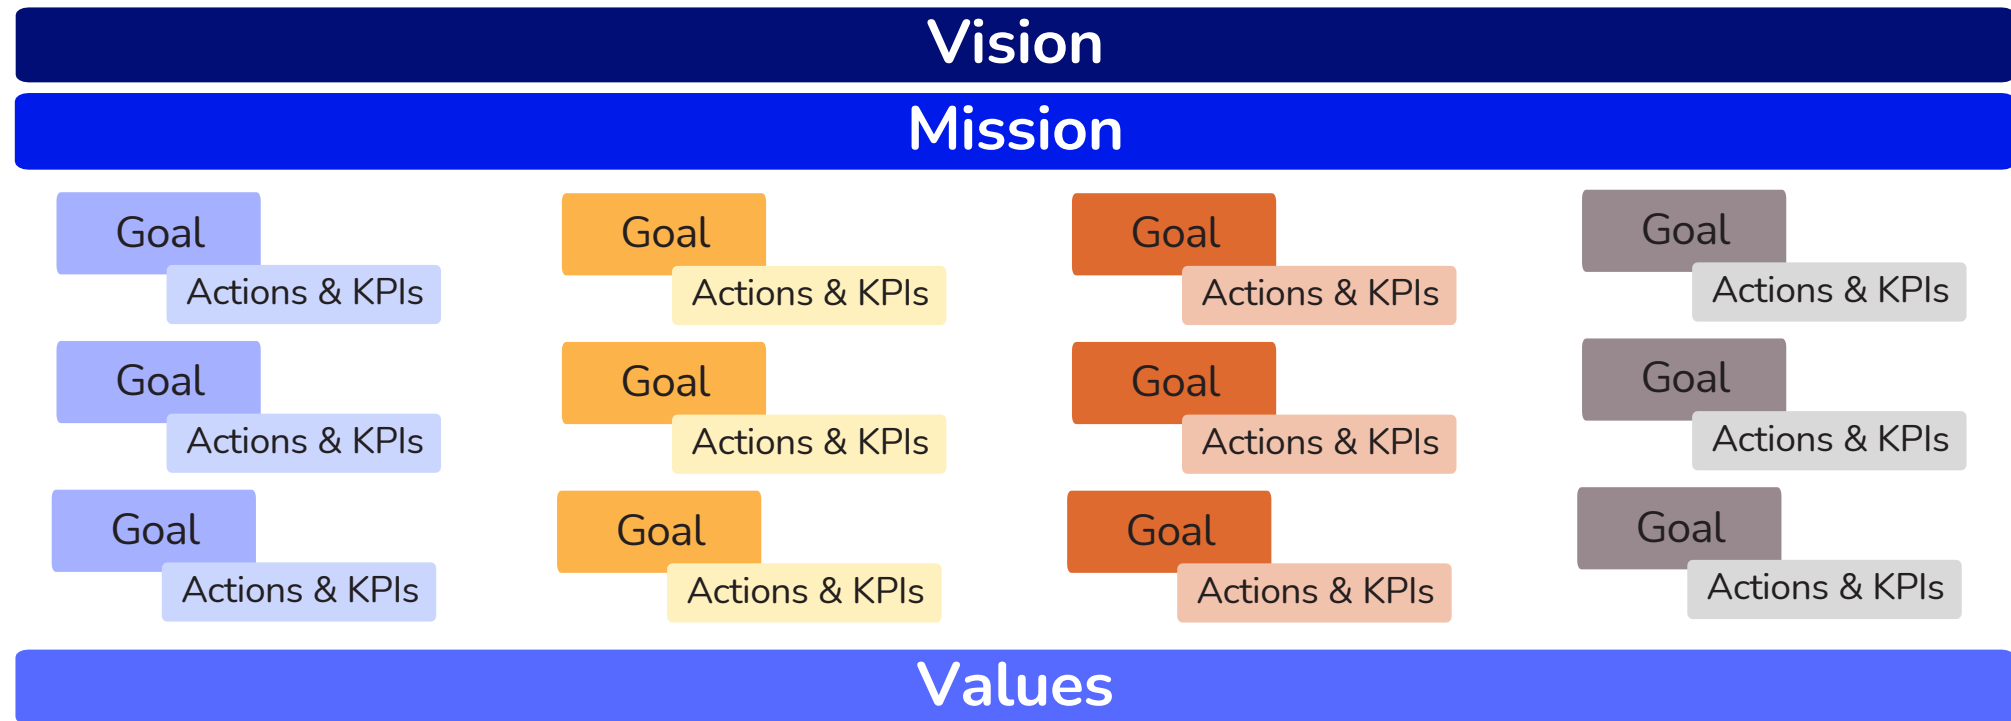 Vision
Mission
Goal Goal Goal Goal
Actions & KPIs Actions & KPIs Actions & KPIs Actions & KPIs
Goal Goal Goal Goal
Actions & KPIs Actions & KPIs Actions & KPIs Actions & KPIs
Goal Goal Goal Goal
Actions & KPIs Actions & KPIs Actions & KPIs Actions & KPIs
Values